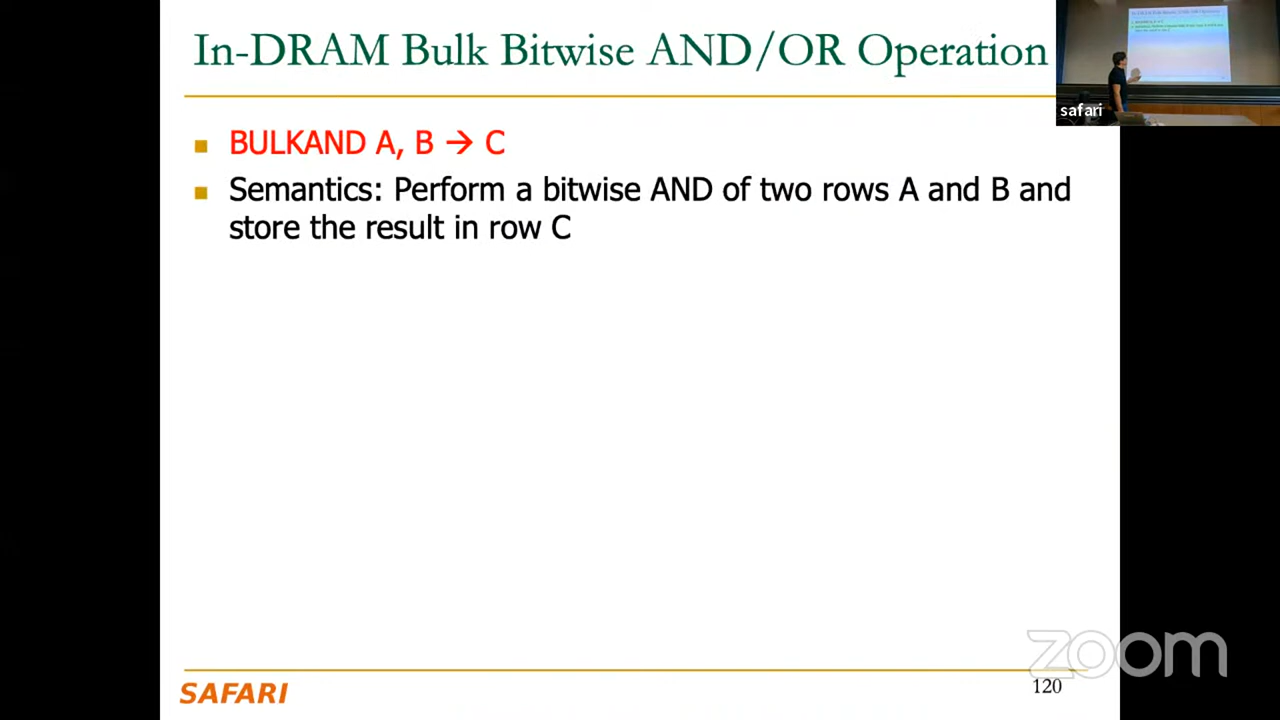 In-DRAM Bulk Bitwise AND/OR Operation
safari
BULKAND A, B → C
Semantics: Perform a bitwise AND of two rows A and B and
store the result in row C
zoom
SAFARI
120